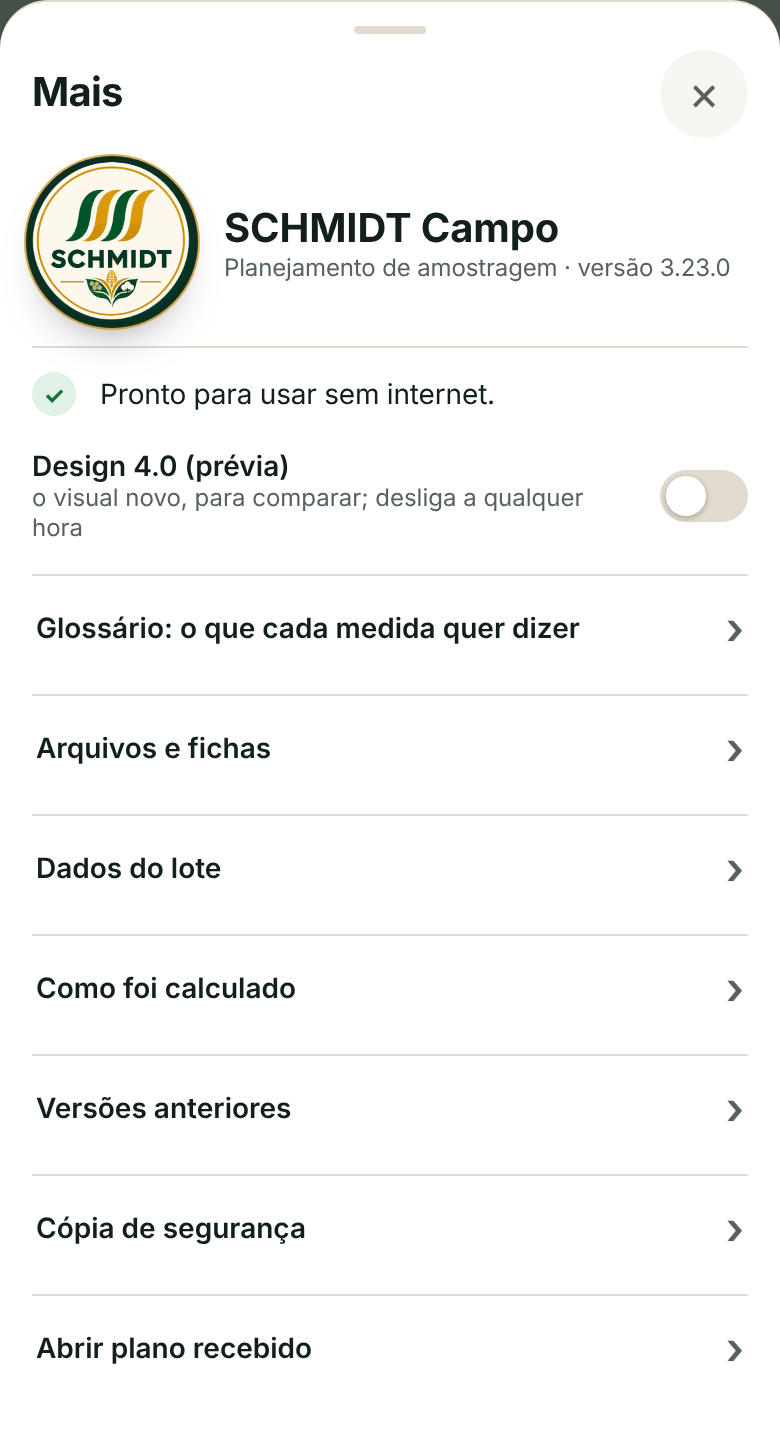 Mais
SCHMIDT
SCHMIDT Campo
Planejamento de amostragem · versão 3.23.0
Pronto para usar sem internet.
Design 4.0 (prévia)
o visual novo, para comparar; desliga a qualquer
hora
Glossário: o que cada medida quer dizer
Arquivos e fichas
Dados do lote
Como foi calculado
Versões anteriores
Cópia de segurança
Abrir plano recebido